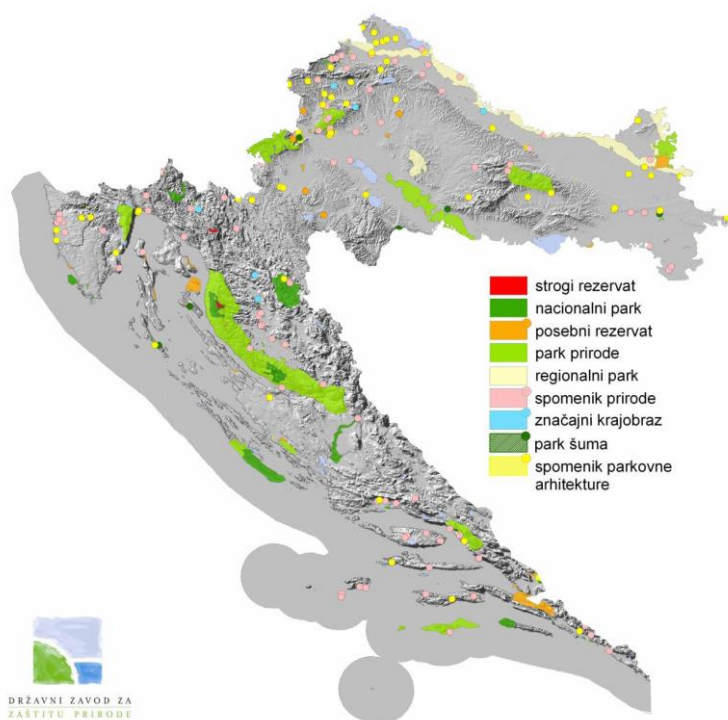 strogi rezervat
nacionalni park
posebni rezervat
park prirode
regionalni park
spomenik prirode
značajni krajobraz
park šuma
spomenik parkovne
arhitekture
DRŽAVNI ZAVOD ZA
ZAŠTITU PRIRODE